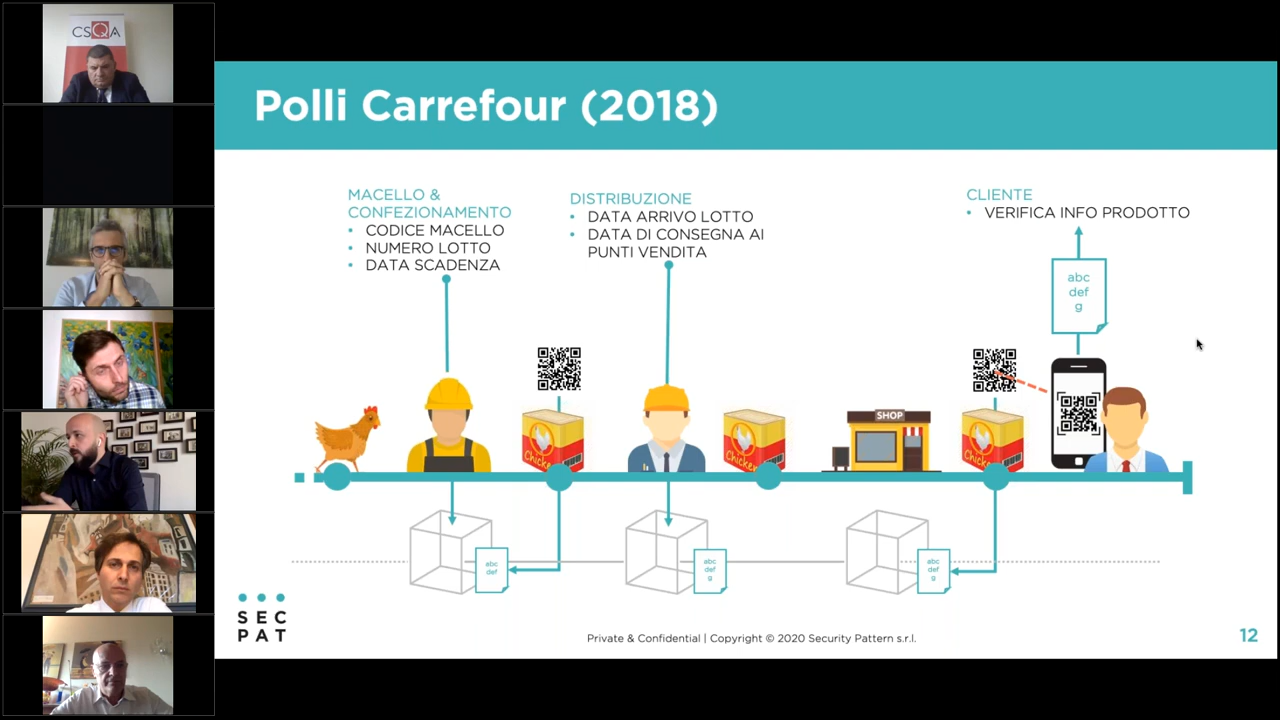 CSQA
Polli Carrefour (2018)
MACELLO &
CONFEZIONAMENTO
• CODICE MACELLO
• NUMERO LOTTO
• DATA SCADENZA
DISTRIBUZIONE
• DATA ARRIVO LOTTO
• DATA DI CONSEGNA AI
PUNTI VENDITA
CLIENTE
• VERIFICA INFO PRODOTTO
abc
def
g
SHOP
Chicken
Chicken
Chicken
abc
def
abc
def
g
abc
def
g
SEC
PAT
Private & Confidential | Copyright © 2020 Security Pattern s.r.l.
12